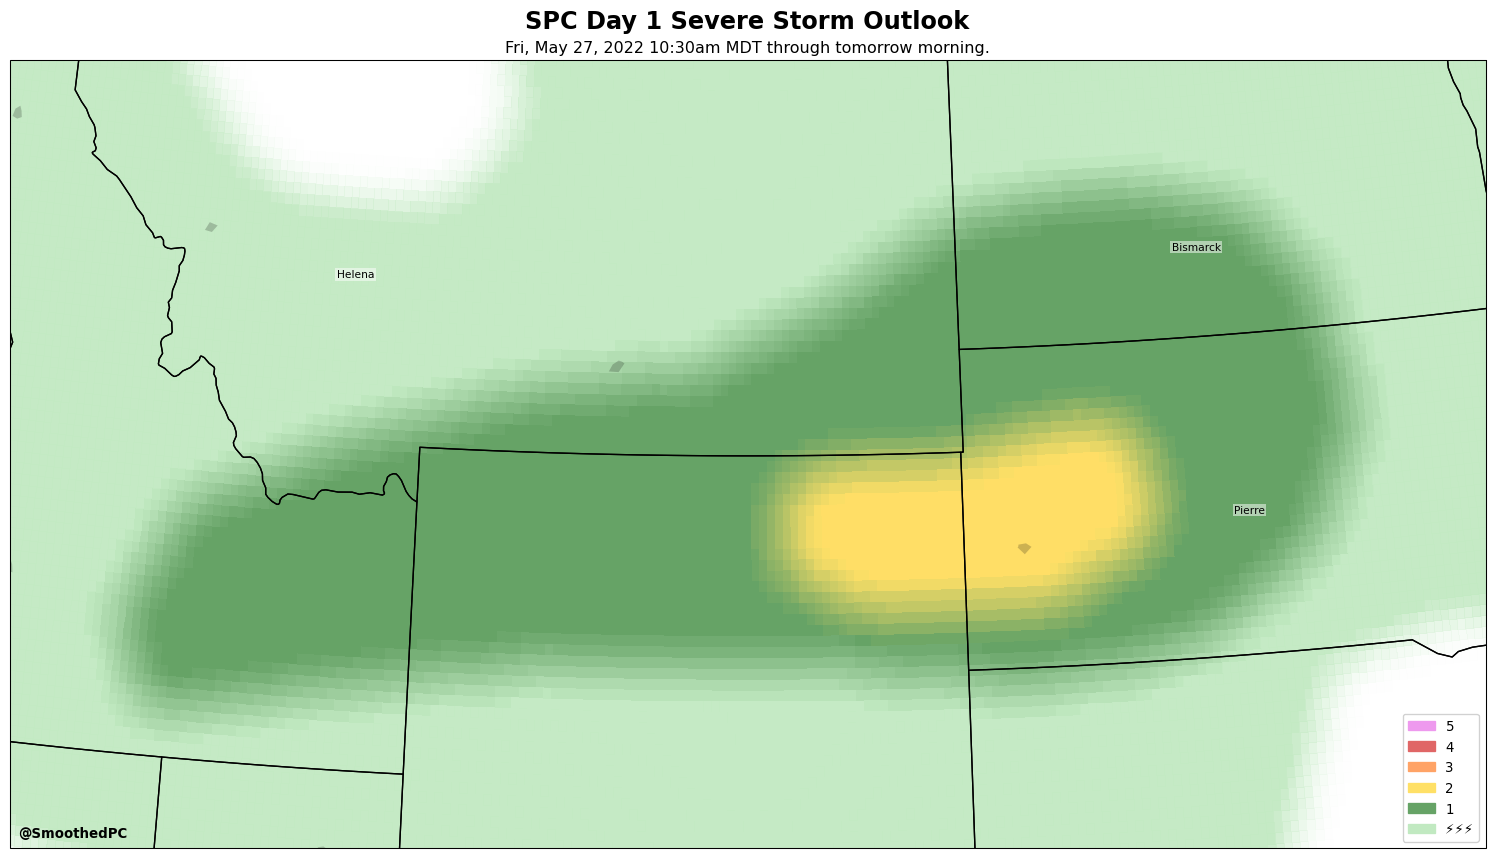 SPC Day 1 Severe Storm Outlook
Fri, May 27, 2022 10:30am MDT through tomorrow morning.
Bismarck
Helena
Pierre
5
4
3
2
1
⚡⚡⚡
@SmoothedPC